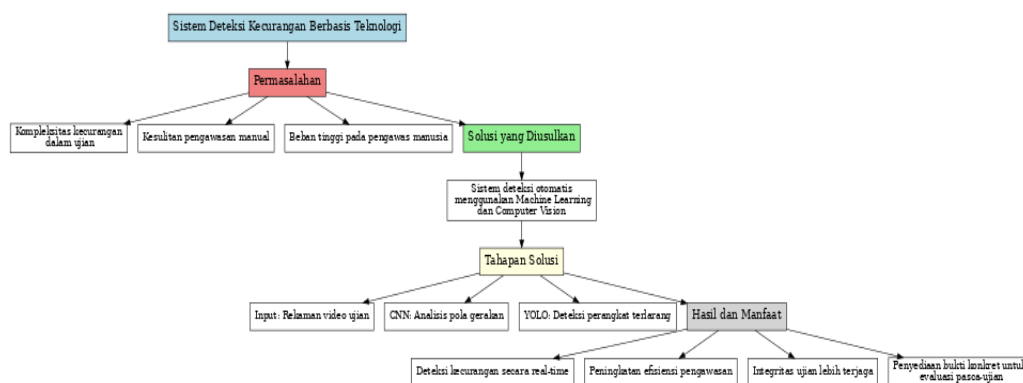 Sistem Deteksi Kecurangan Berbasis Teknologi
Permasalahan
Kompleksitas kecurangan
dalam ujian
Kesulitan pengawasan manual
Beban tinggi pada pengawas manusia
Solusi yang Diusulkan
Sistem deteksi otomatis
menggunakan Machine Learning
dan Computer Vision
Tahapan Solusi
Input: Rekaman video ujian
CNN: Analisis pola gerakan
YOLO: Deteksi perangkat terlarang
Hasil dan Manfaat
Deteksi kecurangan secara real-time
Peningkatan efisiensi pengawasan
Integritas ujian lebih terjaga
Penyediaan bukti konkret untuk
evaluasi pasca-ujian